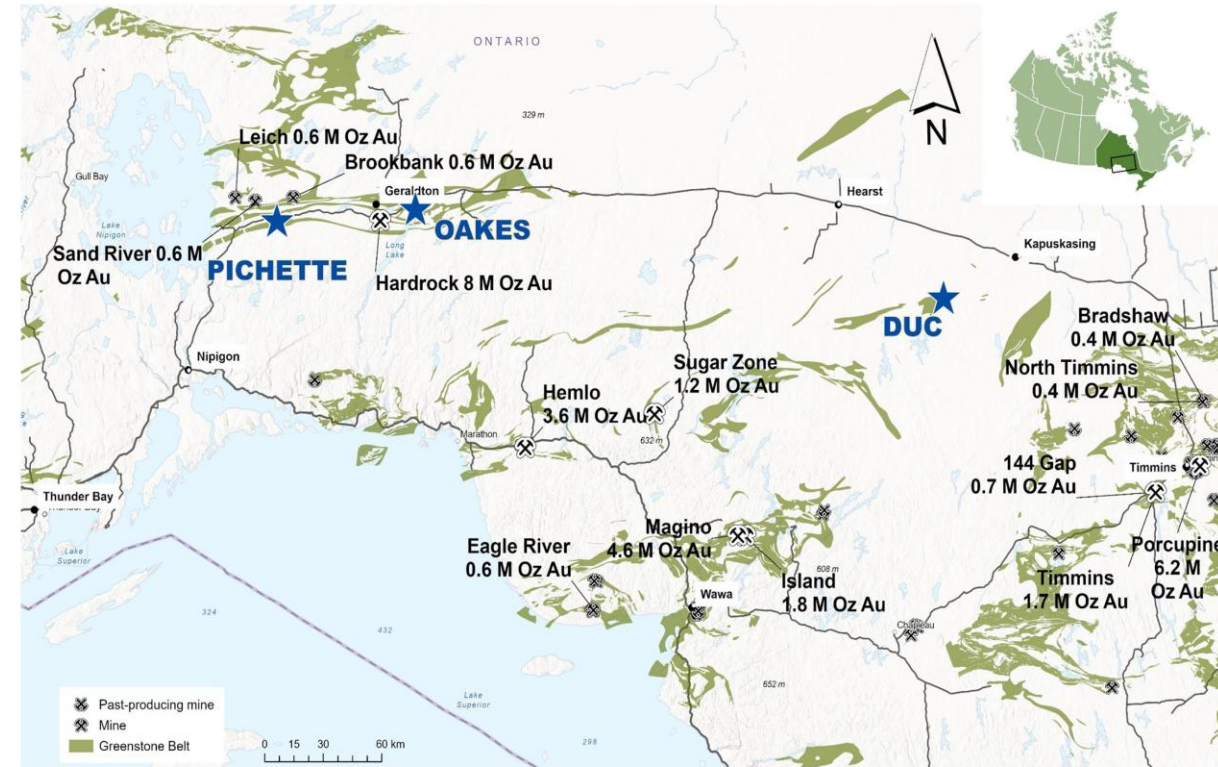 ONTARIO
N
329 m
Leich 0.6 M Oz Au
Brookbank 0.6 M Oz Au
Gull Bay
Geraldton
Hearst
Lake
Nipigon
OAKES
Long
Lake
Sand River 0.6 M
Oz Au
PICHETTE
Hardrock 8 M Oz Au
Kapuskasing
DUC
Bradshaw
0.4 M Oz Au
North Timmins
0.4 M Oz Au
Nipigon
Sugar Zone
1.2 M Oz Au
Hemlo
3.6 M Oz Au
632 m
Marathon
144 Gap
0.7 M Oz Au
Timmins
Thunder Bay
Lake
Superior
Magino
4.6 M Oz Au
Eagle River
0.6 M Oz Au
Island
1.8 M Oz Au
608 m
Porcupine
6.2 M
Oz Au
Timmins
1.7 M Oz Au
Wawa
324
432
Chapleau
652 m
Past-producing mine
Mine
Greenstone Belt
0 15 30 60 km
Lake
Superior
298